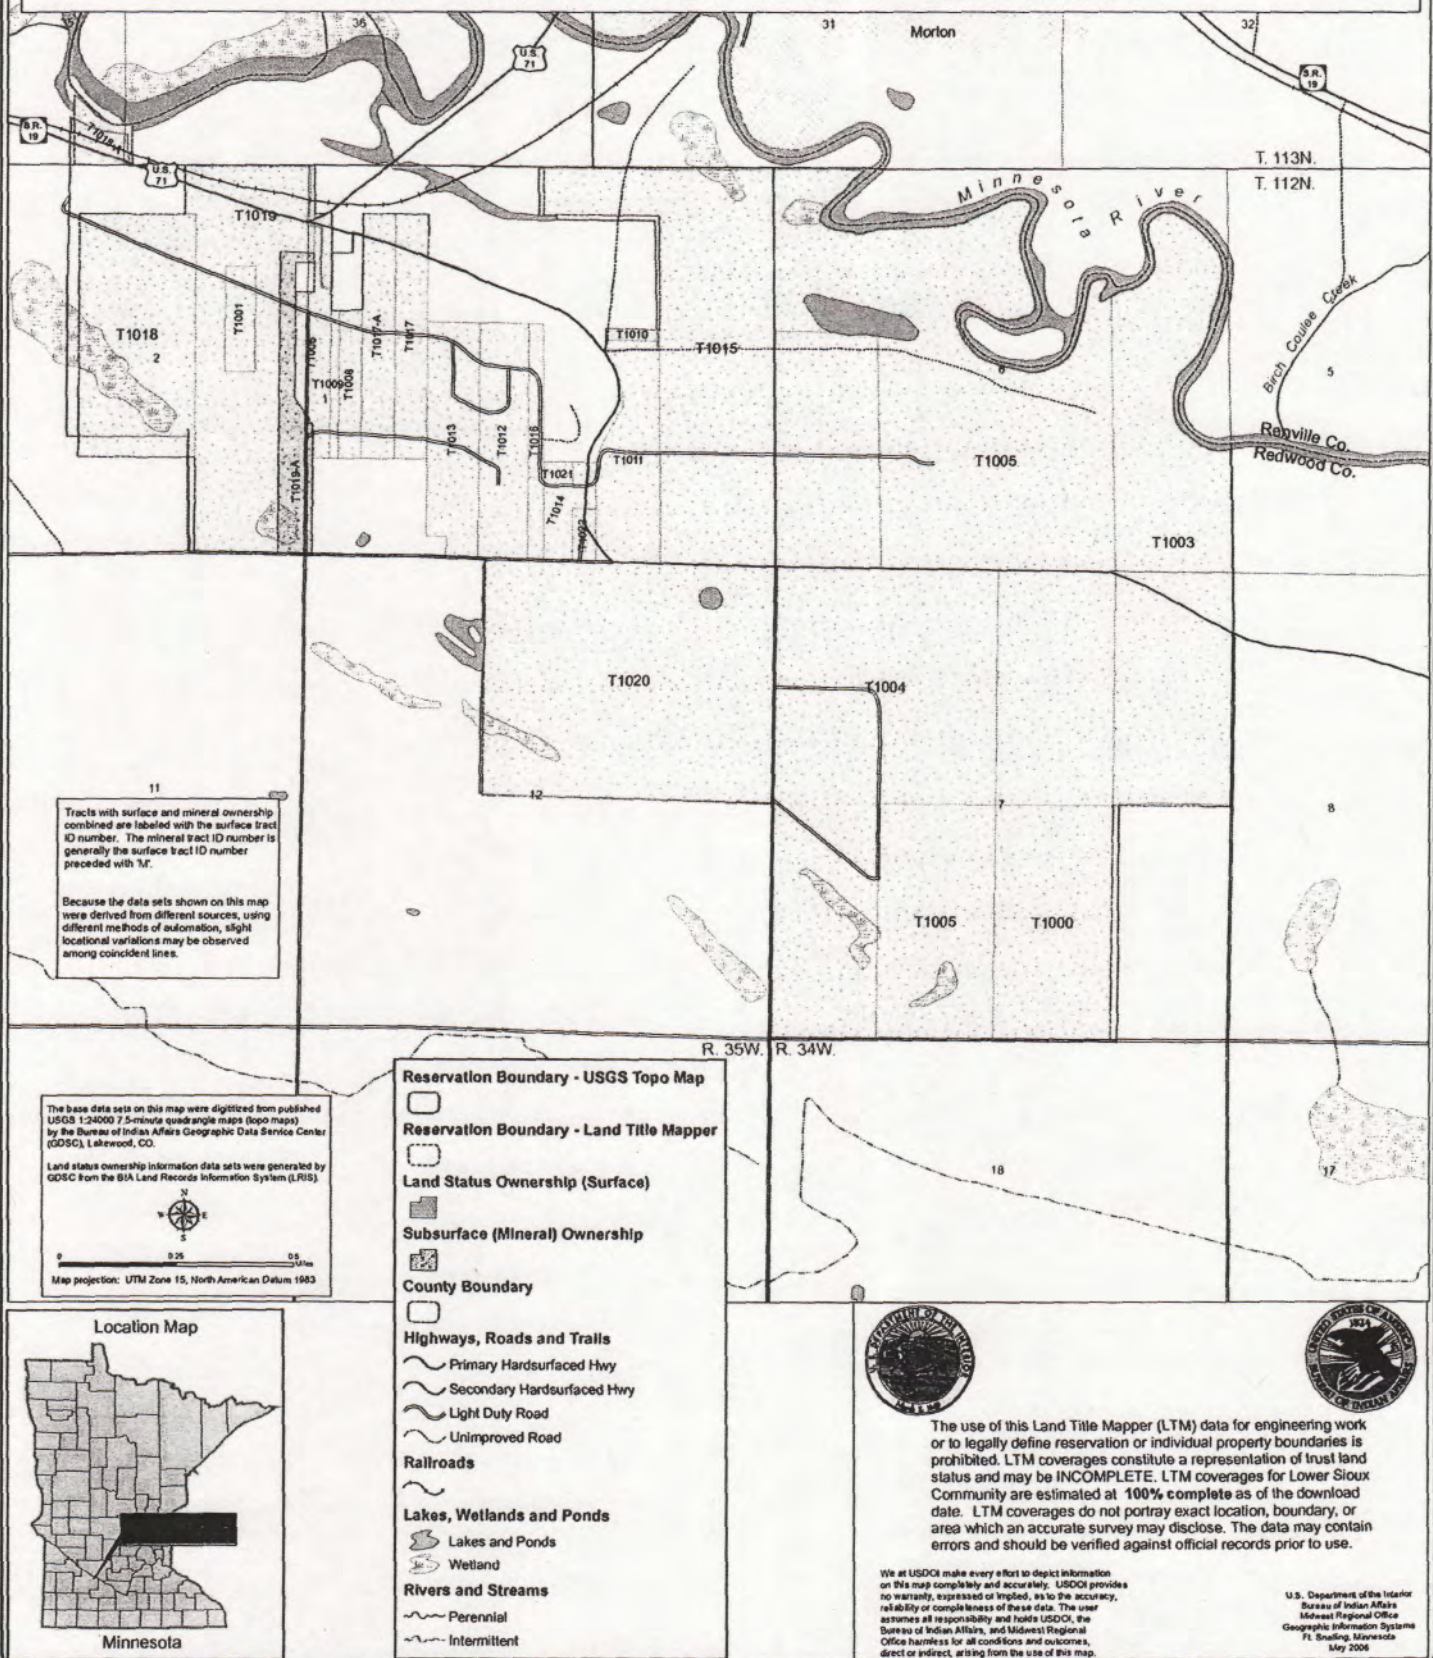 35
36
31
Morton
32
U.S.
71
S.R.
19
S.R.
19
T1018-A
U.S.
71
T. 113N.
T. 112N.
Minnesota River
T1019
T1018
2
T1001
T1006
T1017-A
T1017
T1009
1
T1008
T1010
T1015
6
Birch Coulee Creek
5
T1013
T1012
T1016
T1021
T1011
T1005
Renville Co.
Redwood Co.
T1019-A
T1014
T1022
T1003
T1020
T1004
11
12
7
8
Tracts with surface and mineral ownership
combined are labeled with the surface tract
ID number. The mineral tract ID number is
generally the surface tract ID number
preceded with 'M'.
Because the data sets shown on this map
were derived from different sources, using
different methods of automation, slight
locational variations may be observed
among coincident lines.
T1005
T1000
R. 35W.
R. 34W.
18
17
The base data sets on this map were digitized from published
USGS 1:24000 7.5-minute quadrangle maps (topo maps)
by the Bureau of Indian Affairs Geographic Data Service Center
(GDSC), Lakewood, CO.
Land status ownership information data sets were generated by
GDSC from the BIA Land Records Information System (LRIS).
N
W E
S
0 0.25 0.5
Miles
Map projection: UTM Zone 15, North American Datum 1983
Reservation Boundary - USGS Topo Map
Reservation Boundary - Land Title Mapper
Land Status Ownership (Surface)
Subsurface (Mineral) Ownership
County Boundary
Highways, Roads and Trails
Primary Hardsurfaced Hwy
Secondary Hardsurfaced Hwy
Light Duty Road
Unimproved Road
Railroads
Lakes, Wetlands and Ponds
Lakes and Ponds
Wetland
Rivers and Streams
Perennial
Intermittent
Location Map
Minnesota
U.S. DEPARTMENT OF THE INTERIOR
March 3, 1849
UNITED STATES OF AMERICA
1824
BUREAU OF INDIAN AFFAIRS
The use of this Land Title Mapper (LTM) data for engineering work
or to legally define reservation or individual property boundaries is
prohibited. LTM coverages constitute a representation of trust land
status and may be INCOMPLETE. LTM coverages for Lower Sioux
Community are estimated at 100% complete as of the download
date. LTM coverages do not portray exact location, boundary, or
area which an accurate survey may disclose. The data may contain
errors and should be verified against official records prior to use.
We at USDOI make every effort to depict information
on this map completely and accurately. USDOI provides
no warranty, expressed or implied, as to the accuracy,
reliability or completeness of these data. The user
assumes all responsibility and holds USDOI, the
Bureau of Indian Affairs, and Midwest Regional
Office harmless for all conditions and outcomes,
direct or indirect, arising from the use of this map.
U.S. Department of the Interior
Bureau of Indian Affairs
Midwest Regional Office
Geographic Information Systems
Ft. Snelling, Minnesota
May 2006